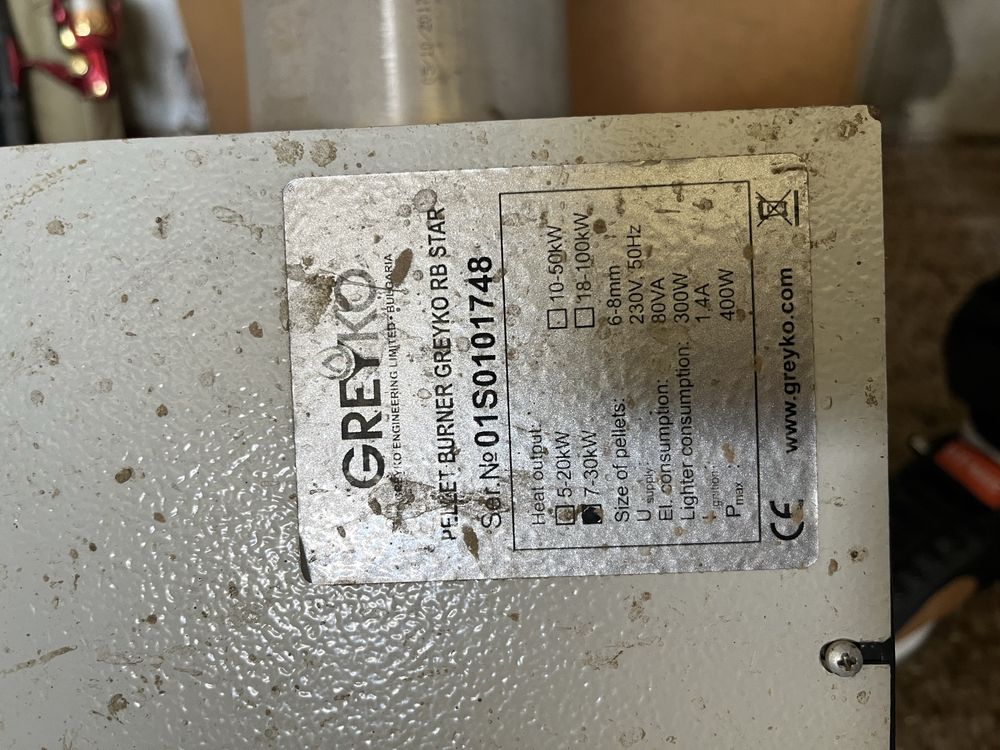 GREYKO
GREYKO ENGINEERING LIMITED • BULGARIA
PELLET BURNER GREYKO RB STAR
Ser.№ 01S0101748
Heat output:
☐ 5-20kW ☐ 10-50kW
■ 7-30kW ☐ 18-100kW
Size of pellets: 6-8mm
U supply: 230V, 50Hz
El. consumption: 80VA
Lighter consumption: 300W
I ignition: 1.4A
P max: 400W
CE www.greyko.com